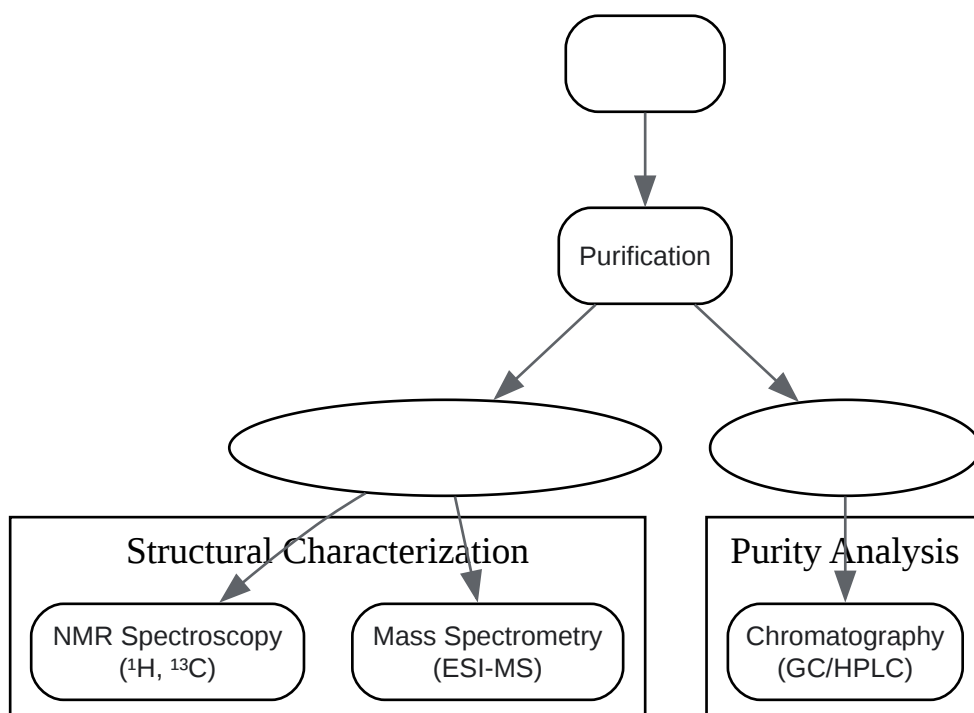 Purification
Structural Characterization
Purity Analysis
NMR Spectroscopy
(¹H, ¹³C)
Mass Spectrometry
(ESI-MS)
Chromatography
(GC/HPLC)